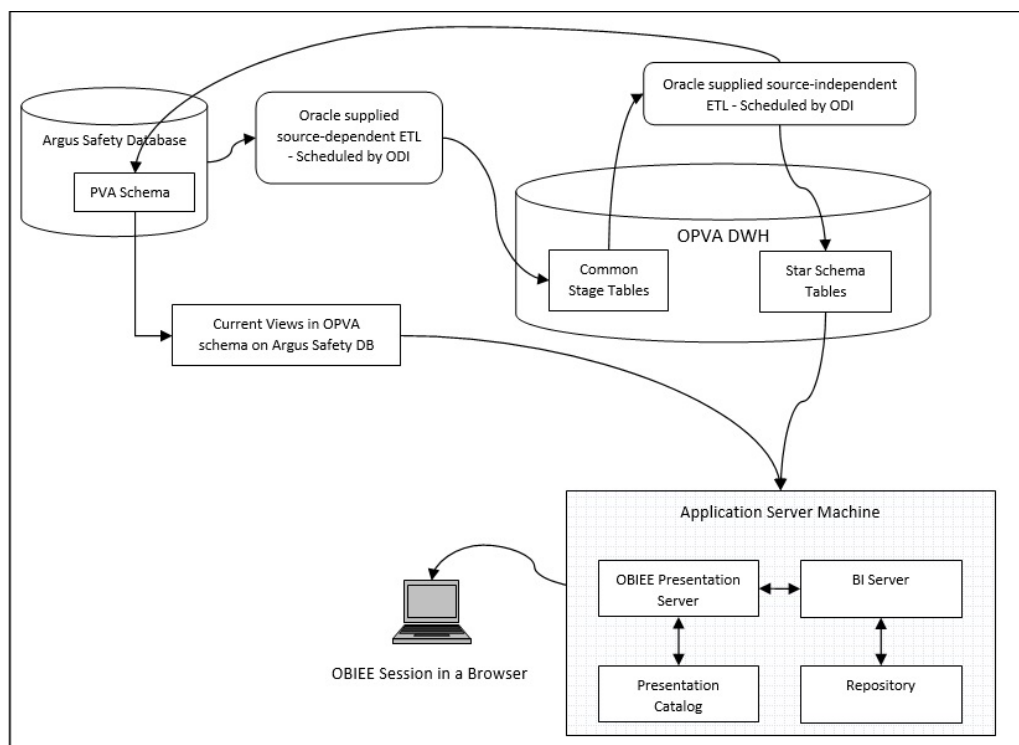 Oracle supplied source-independent
ETL - Scheduled by ODI
Oracle supplied
source-dependent ETL
- Scheduled by ODI
Argus Safety Database
PVA Schema
OPVA DWH
Common
Stage Tables
Star Schema
Tables
Current Views in OPVA
schema on Argus Safety DB
Application Server Machine
OBIEE Presentation
Server
BI Server
Presentation
Catalog
Repository
OBIEE Session in a Browser